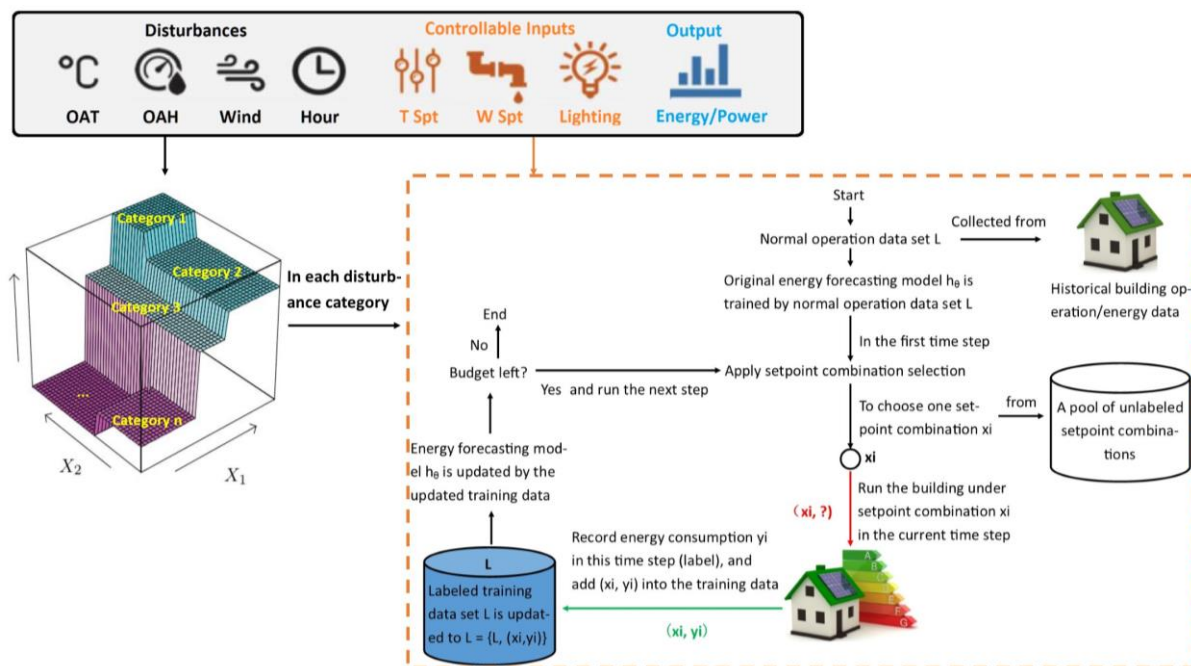 Disturbances
Controllable Inputs
Output
°C
OAT
OAH
Wind
Hour
T Spt
W Spt
Lighting
Energy/Power
Category 1
Category 2
Category 3
...
Category n
X₂
X₁
In each disturb-
ance category
Start
Normal operation data set L
Collected from
Historical building op-
eration/energy data
Original energy forecasting model hθ is
trained by normal operation data set L
In the first time step
End
No
Budget left?
Yes and run the next step
Apply setpoint combination selection
To choose one set-
point combination xi
from
A pool of unlabeled
setpoint combina-
tions
xi
(xi, ?)
Run the building under
setpoint combination xi
in the current time step
Energy forecasting mod-
el hθ is updated by the
updated training data
Record energy consumption yi
in this time step (label), and
add (xi, yi) into the training data
(xi, yi)
L
Labeled training
data set L is updat-
ed to L = {L, (xi,yi)}
A
B
G